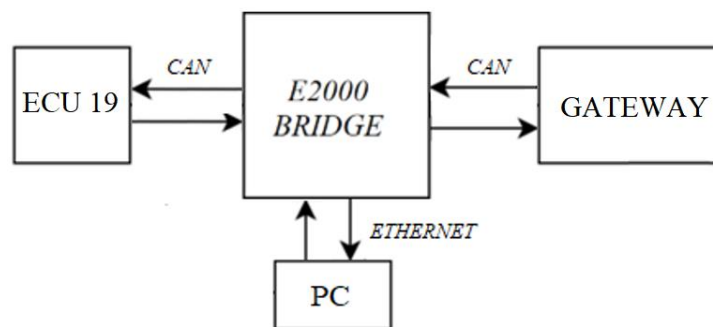 CAN
CAN
ECU 19
E2000
BRIDGE
GATEWAY
ETHERNET
PC